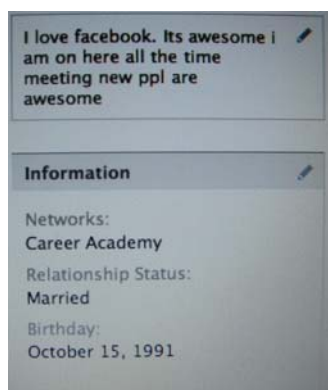 I love facebook. Its awesome i
am on here all the time
meeting new ppl are
awesome
Information
Networks:
Career Academy
Relationship Status:
Married
Birthday:
October 15, 1991